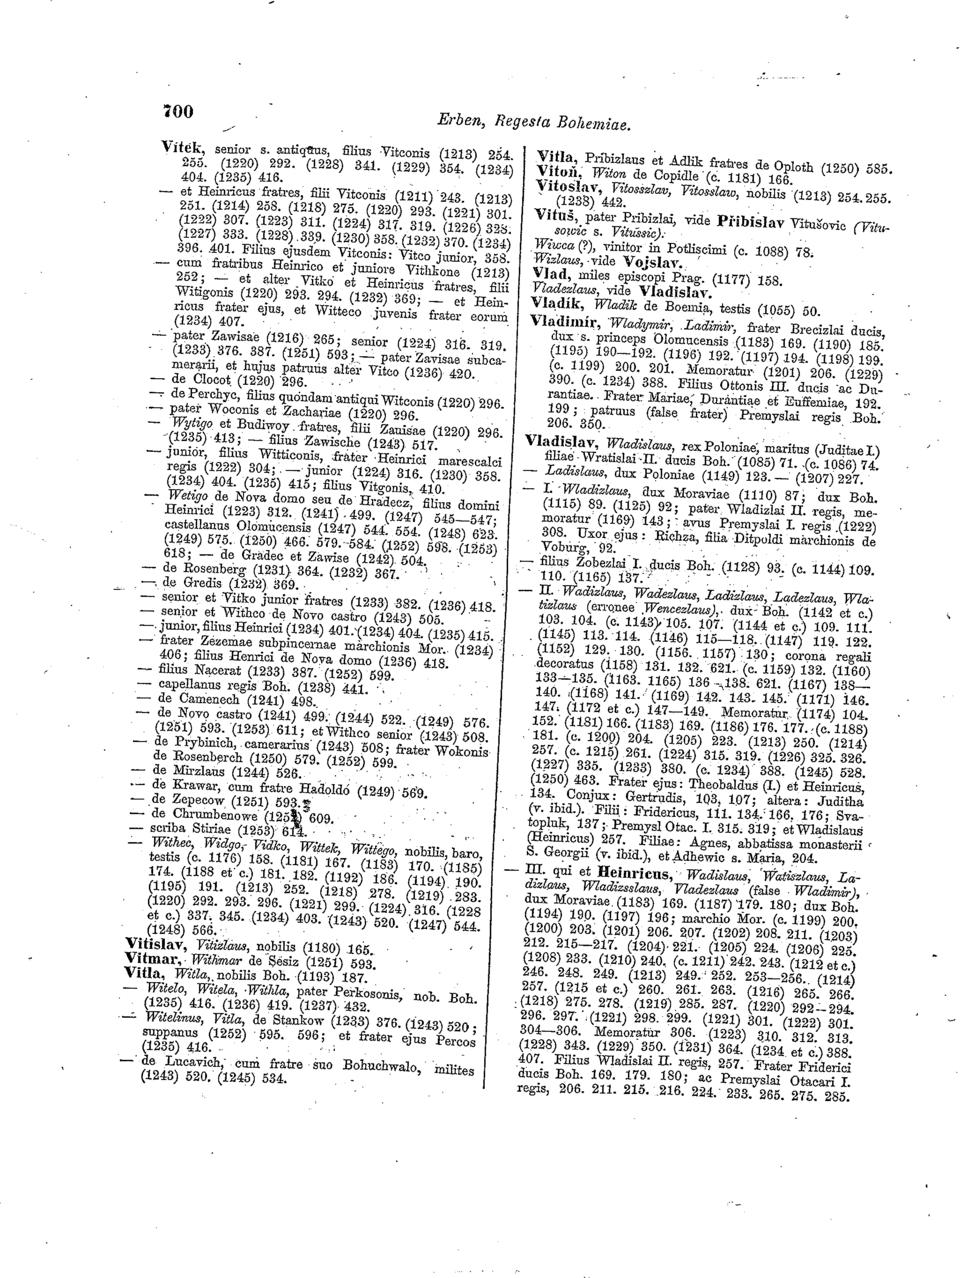 700
Erben, Regesta Bohemiae.
Vítek, senior s. antiquus, filius Vitconis (1213) 254.
255. (1220) 292. (1228) 341. (1229) 354. (1234)
404. (1235) 416.
— et Heinricus fratres, filii Vitconis (1211) 243. (1213)
251. (1214) 258. (1218) 275. (1220) 293. (1221) 301.
(1222) 307. (1223) 311. (1224) 317. 319. (1226) 328.
(1227) 333. (1228) 339. (1230) 358. (1232) 370. (1234)
396. 401. Filius ejusdem Vitconis: Vitco junior, 358.
— cum fratribus Heinrico et juniore Vithkone (1213)
252; — et alter Vitko et Heinricus fratres, filii
Witigonis (1220) 293. 294. (1232) 369; — et Hein-
ricus frater ejus, et Witteco juvenis frater eorum
(1234) 407.
— pater Zawisae (1216) 265; senior (1224) 316. 319.
(1233) 376. 387. (1251) 593; — pater Zavisae subca-
merarii, et hujus patruus alter Vitco (1236) 420.
— de Clocot (1220) 296.
— de Perchyc, filius quondam antiqui Witconis (1220) 296.
— pater Woconis et Zachariae (1220) 296.
— Wytigo et Budiwoy fratres, filii Zauisae (1220) 296.
(1235) 413; — filius Zawische (1243) 517.
— junior, filius Witticonis, frater Heinrici marescalci
regis (1222) 304; — junior (1224) 316. (1230) 358.
(1234) 404. (1235) 415; filius Vitgonis, 410.
— Wetigo de Nova domo seu de Hradecz, filius domini
Heinrici (1223) 312. (1241) 499. (1247) 545—547;
castellanus Olomucensis (1247) 544. 554. (1248) 623.
(1249) 575. (1250) 466. 579. 584. (1252) 598. (1253)
618; — de Gradec et Zawise (1242) 504.
— de Rosenberg (1231) 364. (1232) 367.
— de Gredis (1232) 369.
— senior et Vitko junior fratres (1233) 382. (1236) 418.
— senior et Withco de Novo castro (1243) 505.
— junior, filius Heinrici (1234) 401. (1234) 404. (1235) 415.
— frater Zezemae subpincernae marchionis Mor. (1234)
406; filius Henrici de Nova domo (1236) 418.
— filius Nacerat (1233) 387. (1252) 599.
— capellanus regis Boh. (1238) 441.
— de Camenech (1241) 498.
— de Novo castro (1241) 499. (1244) 522. (1249) 576.
(1251) 593. (1253) 611; et Withco senior (1243) 508.
— de Prybinich, camerarius (1243) 508; frater Wokonis
de Rosenberch (1250) 579. (1252) 599.
— de Mirzlaus (1244) 526.
— de Krawar, cum fratre Hadoldo (1249) 569.
— de Zepecow (1251) 593.
— de Chrumbenowe 609.
— scriba Stiriae (1253) 614.
— Withec, Widgo, Vidko, Wittek, Wittego, nobilis, baro,
testis (c. 1176) 158. (1181) 167. (1183) 170. (1185)
174. (1188 et c.) 181. 182. (1192) 186. (1194) 190.
(1195) 191. (1213) 252. (1218) 278. (1219) 283.
(1220) 292. 293. 296. (1221) 299. (1224) 316. (1228
et c.) 337. 345. (1234) 403. (1243) 520. (1247) 544.
(1248) 566.
Vitislav, Vitizlaus, nobilis (1180) 165.
Vitmar, Withmar de Sesiz (1251) 593.
Vitla, Witla, nobilis Boh. (1193) 187.
— Witelo, Witela, Withla, pater Perkosonis, nob. Boh.
(1235) 416. (1236) 419. (1237) 432.
— Witelinus, Vitla, de Stankow (1233) 376. (1243) 520;
suppanus (1252) 595. 596; et frater ejus Percos
(1235) 416.
— de Lucavich, cum fratre suo Bohuchwalo, milites
(1243) 520. (1245) 534.
Vitla, Pribizlaus et Adlik fratres de Oploth (1250) 585.
Vitoň, Witon de Copidle (c. 1181) 166.
Vitoslav, Vitosszlav, Vitosslaw, nobilis (1213) 254. 255.
(1238) 442.
Vituš, pater Pribizlai, vide Přibislav Vitušovic (Vitu-
sowic s. Vitussic).
Wiwca (?), vinitor in Potliscimi (c. 1088) 78.
Wizlaus, vide Vojslav.
Vlad, miles episcopi Prag. (1177) 158.
Vladezlaus, vide Vladislav.
Vladík, Wladik de Boemia, testis (1055) 50.
Vladimír, Wladymir, Ladimir, frater Brecizlai ducis,
dux s. princeps Olomucensis (1183) 169. (1190) 185.
(1195) 190—192. (1196) 192. (1197) 194. (1198) 199.
(c. 1199) 200. 201. Memoratur (1201) 206. (1229)
390. (c. 1234) 388. Filius Ottonis III. ducis ac Du-
rantiae. Frater Mariae, Durantiae et Euffemiae, 192.
199; patruus (false frater) Premyslai regis Boh.
206. 350.
Vladislav, Wladislaus, rex Poloniae, maritus (Juditae I.)
filiae Wratislai II. ducis Boh. (1085) 71. (c. 1086) 74.
— Ladislaus, dux Poloniae (1149) 123. — (1207) 227.
— I. Wladizlaus, dux Moraviae (1110) 87; dux Boh.
(1115) 89. (1125) 92; pater Wladizlai II. regis, me-
moratur (1169) 143; avus Premyslai I. regis (1222)
308. Uxor ejus: Richza, filia Ditpoldi marchionis de
Voburg, 92.
— filius Zobezlai I. ducis Boh. (1128) 93. (c. 1144) 109.
110. (1165) 137.
— II. Wadizlaus, Wadezlaus, Ladizlaus, Ladezlaus, Wla-
tizlaus (erronee Wencezlaus), dux Boh. (1142 et c.)
103. 104. (c. 1143) 105. 107. (1144 et c.) 109. 111.
(1145) 113. 114. (1146) 115—118. (1147) 119. 122.
(1152) 129. 130. (1156. 1157) 130; corona regali
decoratus (1158) 131. 132. 621. (c. 1159) 132. (1160)
133—135. (1163. 1165) 136—138. 621. (1167) 138—
140. (1168) 141. (1169) 142. 143. 145. (1171) 146.
147. (1172 et c.) 147—149. Memoratur (1174) 104.
152. (1181) 166. (1183) 169. (1186) 176. 177. (c. 1188)
181. (c. 1200) 204. (1205) 223. (1213) 250. (1214)
257. (c. 1215) 261. (1224) 315. 319. (1226) 325. 326.
(1227) 335. (1233) 380. (c. 1234) 388. (1245) 528.
(1250) 463. Frater ejus: Theobaldus (I.) et Heinricus,
134. Conjux: Gertrudis, 103, 107; altera: Juditha
(v. ibid.). Filii: Fridericus, 111. 134. 166. 176; Sva-
topluk, 137; Premysl Otac. I. 315. 319; et Wladislaus
(Heinricus) 257. Filiae: Agnes, abbatissa monasterii
S. Georgii (v. ibid.), et Adhewic s. Maria, 204.
— III. qui et Heinricus, Wadislaus, Watiszlaus, La-
dizlaus, Wladizsslaus, Vladezlaus (false Wladimir),
dux Moraviae (1183) 169. (1187) 179. 180; dux Boh.
(1194) 190. (1197) 196; marchio Mor. (c. 1199) 200.
(1200) 203. (1201) 206. 207. (1202) 208. 211. (1203)
212. 215—217. (1204) 221. (1205) 224. (1206) 225.
(1208) 233. (1210) 240. (c. 1211) 242. 243. (1212 et c.)
246. 248. 249. (1213) 249. 252. 253—256. (1214)
257. (1215 et c.) 260. 261. 263. (1216) 265. 266.
(1218) 275. 278. (1219) 285. 287. (1220) 292—294.
296. 297. (1221) 298. 299. (1221) 301. (1222) 301.
304—306. Memoratur 306. (1223) 310. 312. 313.
(1228) 343. (1229) 350. (1231) 364. (1234 et c.) 388.
407. Filius Wladislai II. regis, 257. Frater Friderici
ducis Boh. 169. 179. 180; ac Premyslai Otacari I.
regis, 206. 211. 215. 216. 224. 233. 265. 275. 285.